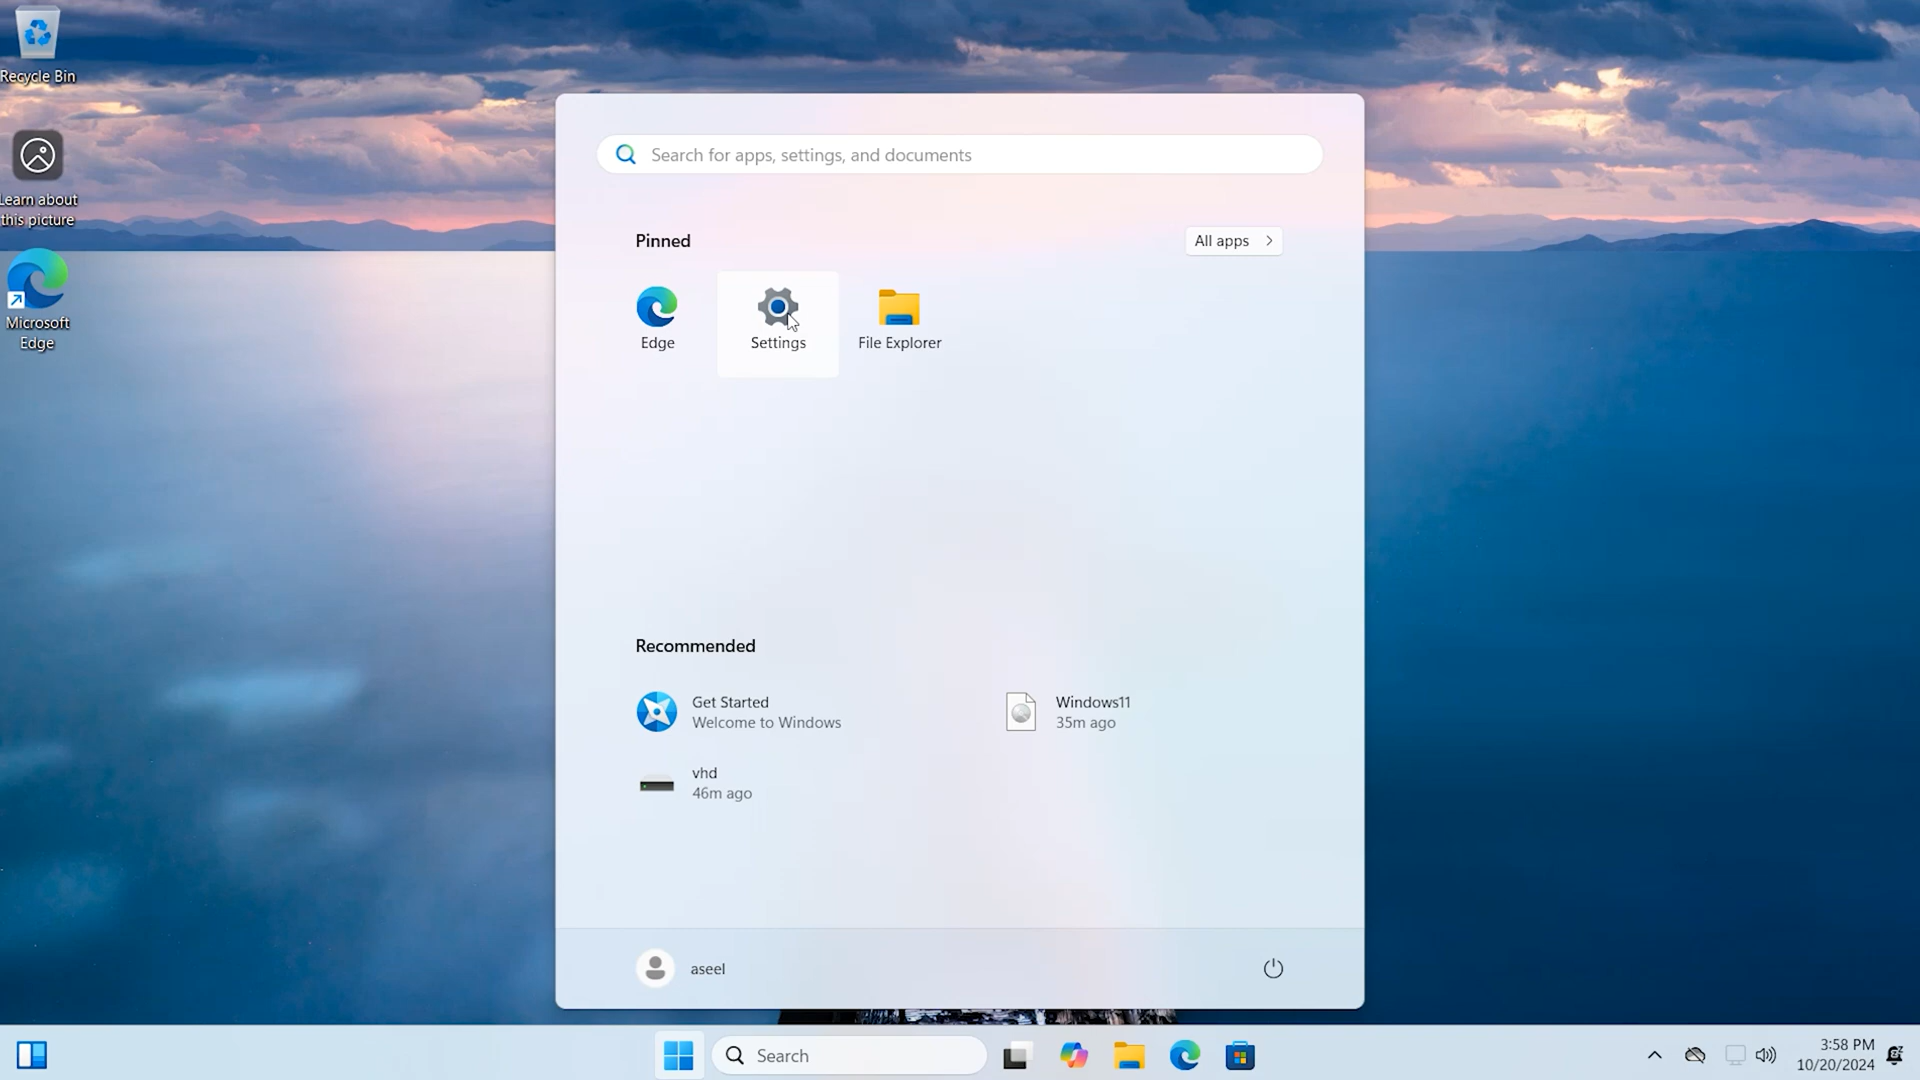 Recycle Bin
Learn about
this picture
Microsoft
Edge
Search for apps, settings, and documents
Pinned
All apps
Edge
Settings
File Explorer
Recommended
Get Started
Welcome to Windows
Windows11
35m ago
vhd
46m ago
aseel
Search
3:58 PM
10/20/2024